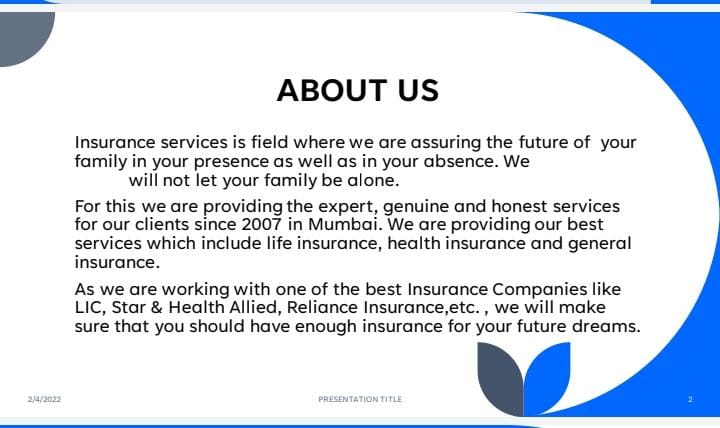 ABOUT US
Insurance services is field where we are assuring the future of your
family in your presence as well as in your absence. We
will not let your family be alone.
For this we are providing the expert, genuine and honest services
for our clients since 2007 in Mumbai. We are providing our best
services which include life insurance, health insurance and general
insurance.
As we are working with one of the best Insurance Companies like
LIC, Star & Health Allied, Reliance Insurance,etc. , we will make
sure that you should have enough insurance for your future dreams.
2/4/2022
PRESENTATION TITLE
2